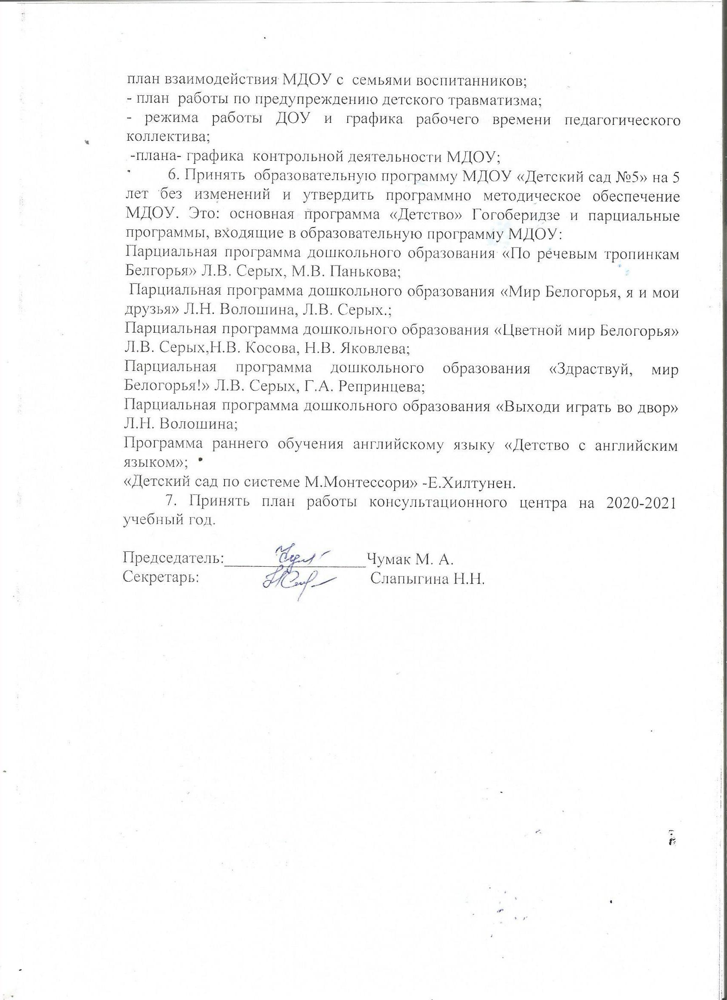 план взаимодействия МДОУ с семьями воспитанников;
- план работы по предупреждению детского травматизма;
- режима работы ДОУ и графика рабочего времени педагогического
коллектива;
-плана- графика контрольной деятельности МДОУ;
6. Принять образовательную программу МДОУ «Детский сад №5» на 5
лет без изменений и утвердить программно методическое обеспечение
МДОУ. Это: основная программа «Детство» Гогоберидзе и парциальные
программы, входящие в образовательную программу МДОУ:
Парциальная программа дошкольного образования «По речевым тропинкам
Белгорья» Л.В. Серых, М.В. Панькова;
Парциальная программа дошкольного образования «Мир Белогорья, я и мои
друзья» Л.Н. Волошина, Л.В. Серых.;
Парциальная программа дошкольного образования «Цветной мир Белогорья»
Л.В. Серых,Н.В. Косова, Н.В. Яковлева;
Парциальная программа дошкольного образования «Здраствуй, мир
Белогорья!» Л.В. Серых, Г.А. Репринцева;
Парциальная программа дошкольного образования «Выходи играть во двор»
Л.Н. Волошина;
Программа раннего обучения английскому языку «Детство с английским
языком»;
«Детский сад по системе М.Монтессори» -Е.Хилтунен.
7. Принять план работы консультационного центра на 2020-2021
учебный год.
Председатель:__________________Чумак М. А.
Секретарь: Слапыгина Н.Н.